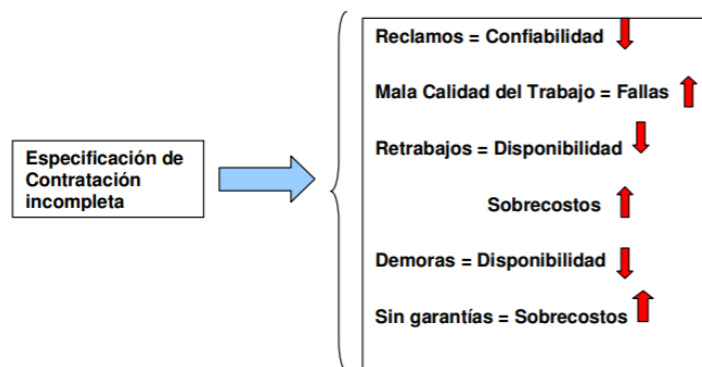 Especificación de
Contratación
incompleta
Reclamos = Confiabilidad
Mala Calidad del Trabajo = Fallas
Retrabajos = Disponibilidad
Sobrecostos
Demoras = Disponibilidad
Sin garantías = Sobrecostos